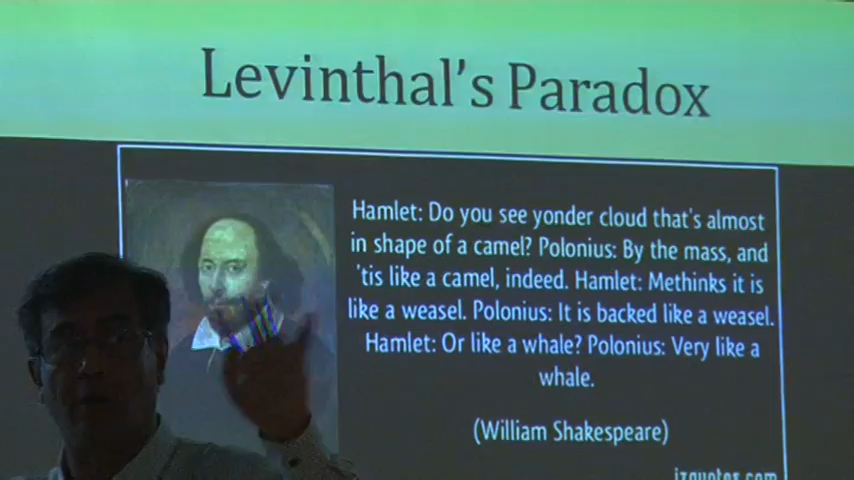 Levinthal's Paradox
Hamlet: Do you see yonder cloud that's almost
in shape of a camel? Polonius: By the mass, and
'tis like a camel, indeed. Hamlet: Methinks it is
like a weasel. Polonius: It is backed like a weasel.
Hamlet: Or like a whale? Polonius: Very like a
whale.
(William Shakespeare)
izquotes.com